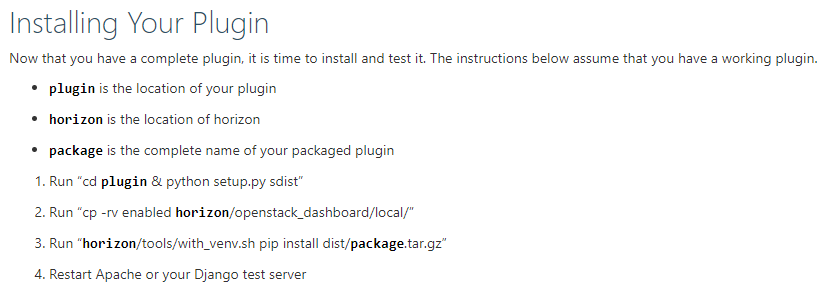 Installing Your Plugin
Now that you have a complete plugin, it is time to install and test it. The instructions below assume that you have a working plugin.
• plugin is the location of your plugin
• horizon is the location of horizon
• package is the complete name of your packaged plugin
1. Run “cd plugin & python setup.py sdist”
2. Run “cp -rv enabled horizon/openstack_dashboard/local/”
3. Run “horizon/tools/with_venv.sh pip install dist/package.tar.gz”
4. Restart Apache or your Django test server